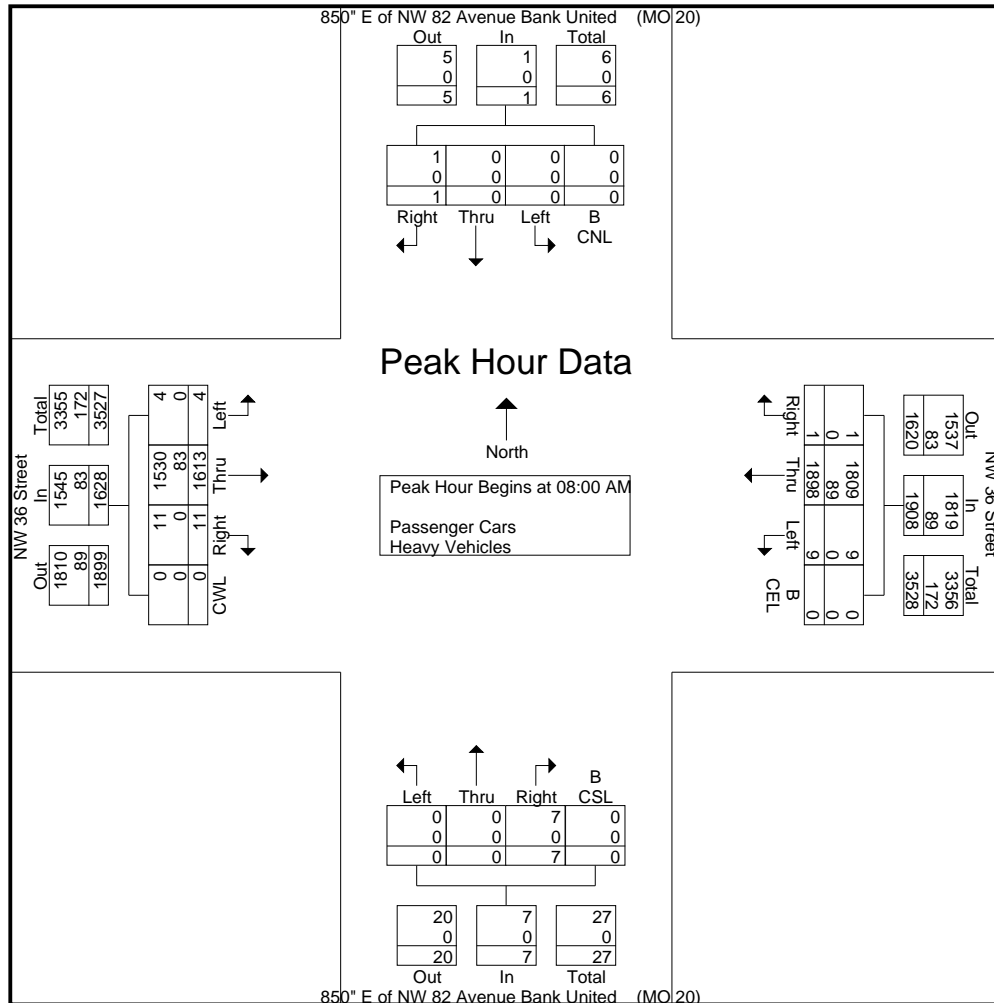 850" E of NW 82 Avenue Bank United (MO 20)
Out In Total
5 1 6
0 0 0
5 1 6
1 0 0 0
0 0 0 0
1 0 0 0
Right Thru Left B CNL
Peak Hour Data
North
Peak Hour Begins at 08:00 AM
Passenger Cars
Heavy Vehicles
NW 36 Street
Out In Total
1810 1545 3355
89 83 172
1899 1628 3527
Left Thru Right CWL
4 1530 11 0
0 83 0 0
4 1613 11 0
NW 36 Street
Out In Total
1537 1819 3356
83 89 172
1620 1908 3528
Right Thru Left B CEL
1 1809 9 0
0 89 0 0
1 1898 9 0
Left Thru Right B CSL
0 0 7 0
0 0 0 0
0 0 7 0
20 7 27
0 0 0
20 7 27
Out In Total
850" E of NW 82 Avenue Bank United (MO 20)